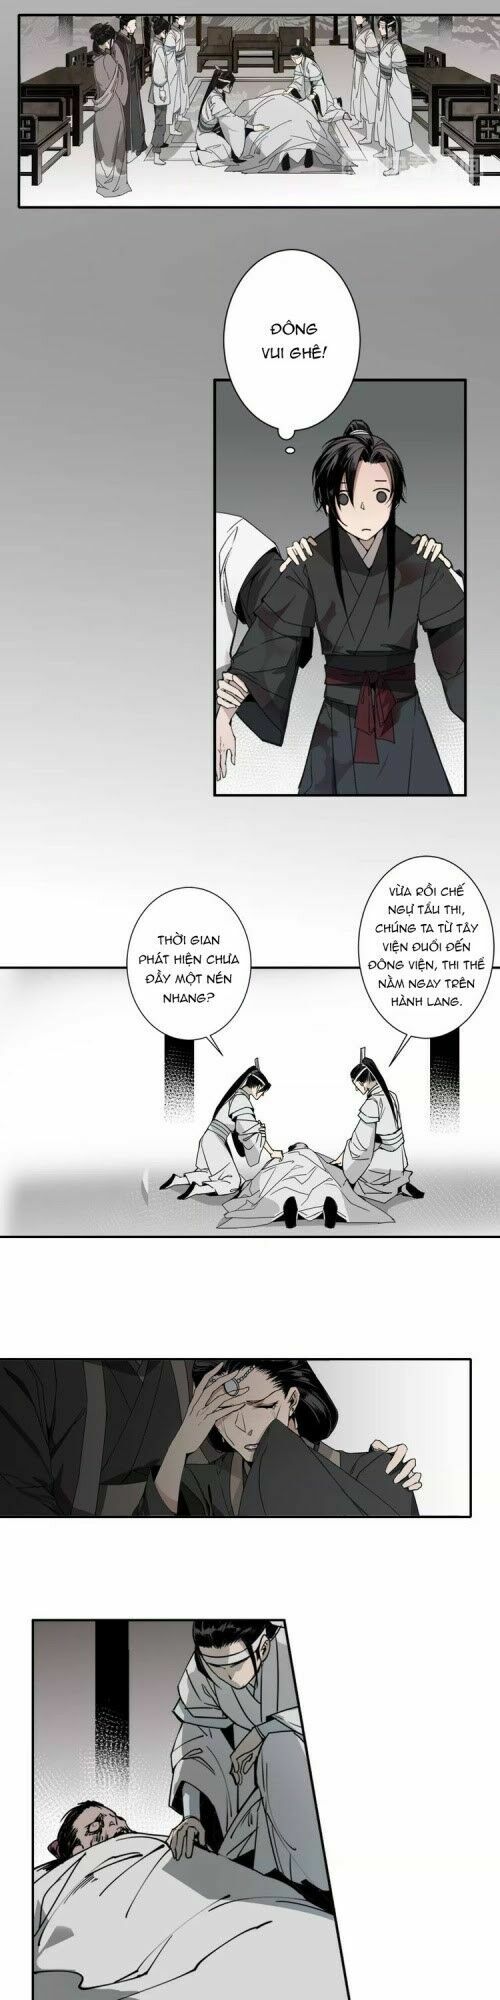 ĐÔNG
VUI GHÊ!
VỪA RỒI CHẾ
NGỰ TẨU THI,
CHÚNG TA TỪ TÂY
VIỆN ĐUỔI ĐẾN
ĐÔNG VIỆN, THI THỂ
NẰM NGAY TRÊN
HÀNH LANG.
THỜI GIAN
PHÁT HIỆN CHƯA
ĐẦY MỘT NÉN
NHANG?